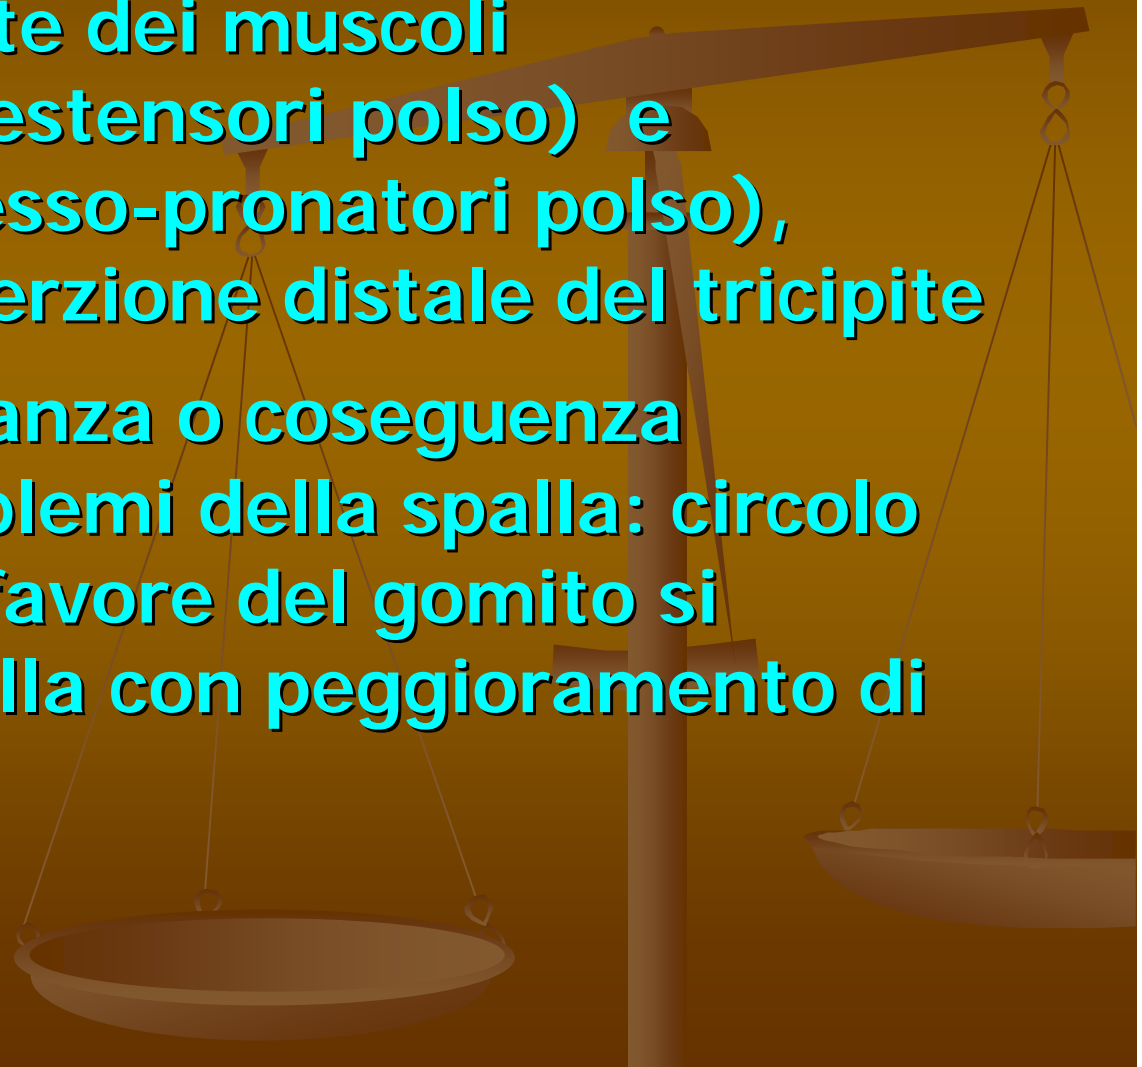 te dei muscoli
estensori polso) e
esso-pronatori polso),
erzione distale del tricipite
anza o coseguenza
blemi della spalla: circolo
favore del gomito si
lla con peggioramento di